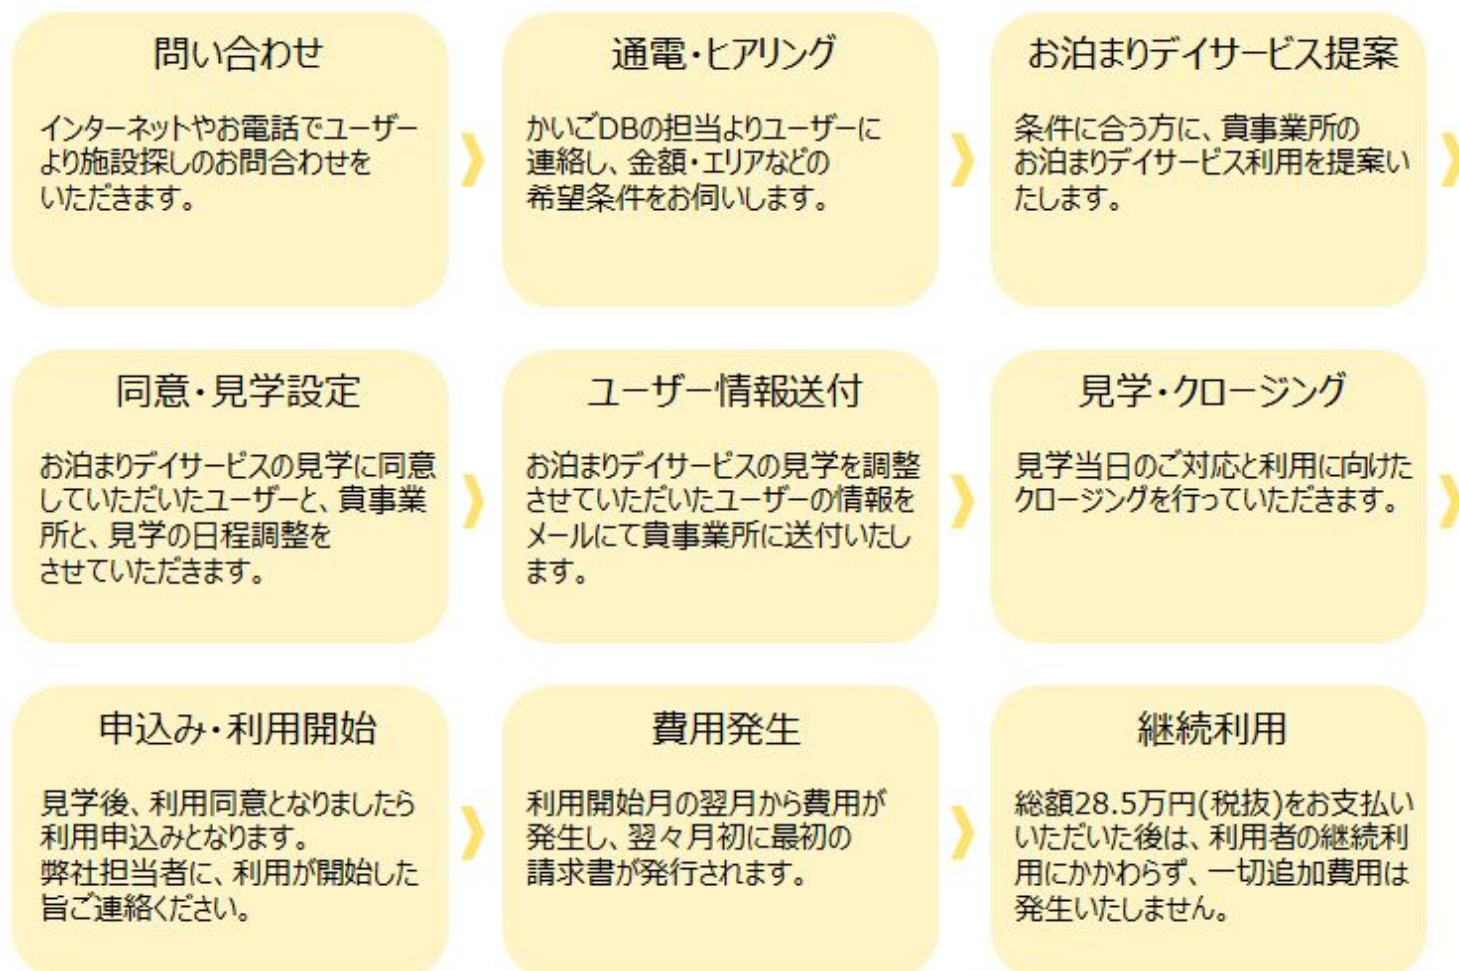 問い合わせ
インターネットやお電話でユーザー
より施設探しのお問合わせを
いただきます。
通電・ヒアリング
かいごDBの担当よりユーザーに
連絡し、金額・エリアなどの
希望条件をお伺いします。
お泊まりデイサービス提案
条件に合う方に、貴事業所の
お泊まりデイサービス利用を提案い
たします。
同意・見学設定
お泊まりデイサービスの見学に同意
していただいたユーザーと、貴事業
所と、見学の日程調整を
させていただきます。
ユーザー情報送付
お泊まりデイサービスの見学を調整
させていただいたユーザーの情報を
メールにて貴事業所に送付いたし
ます。
見学・クロージング
見学当日のご対応と利用に向けた
クロージングを行っていただきます。
申込み・利用開始
見学後、利用同意となりましたら
利用申込みとなります。
弊社担当者に、利用が開始した
旨ご連絡ください。
費用発生
利用開始月の翌月から費用が
発生し、翌々月初に最初の
請求書が発行されます。
継続利用
総額28.5万円(税抜)をお支払い
いただいた後は、利用者の継続利
用にかかわらず、一切追加費用は
発生いたしません。